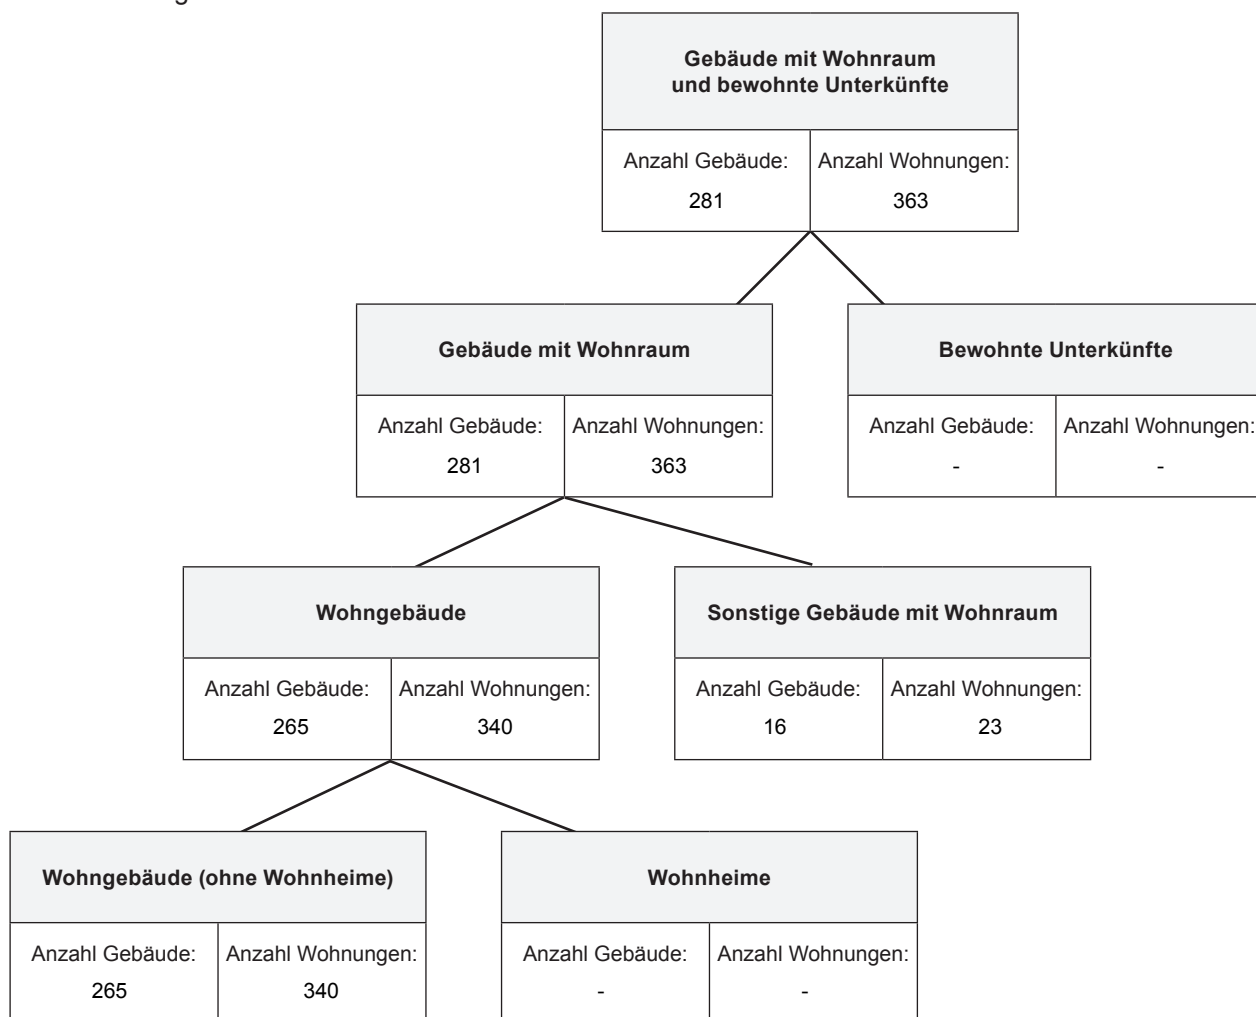 Gebäude mit Wohnraum
und bewohnte Unterkünfte
Anzahl Gebäude: Anzahl Wohnungen:
281 363
Gebäude mit Wohnraum Bewohnte Unterkünfte
Anzahl Gebäude: Anzahl Wohnungen: Anzahl Gebäude: Anzahl Wohnungen:
281 363 - -
Wohngebäude Sonstige Gebäude mit Wohnraum
Anzahl Gebäude: Anzahl Wohnungen: Anzahl Gebäude: Anzahl Wohnungen:
265 340 16 23
Wohngebäude (ohne Wohnheime) Wohnheime
Anzahl Gebäude: Anzahl Wohnungen: Anzahl Gebäude: Anzahl Wohnungen:
265 340 - -